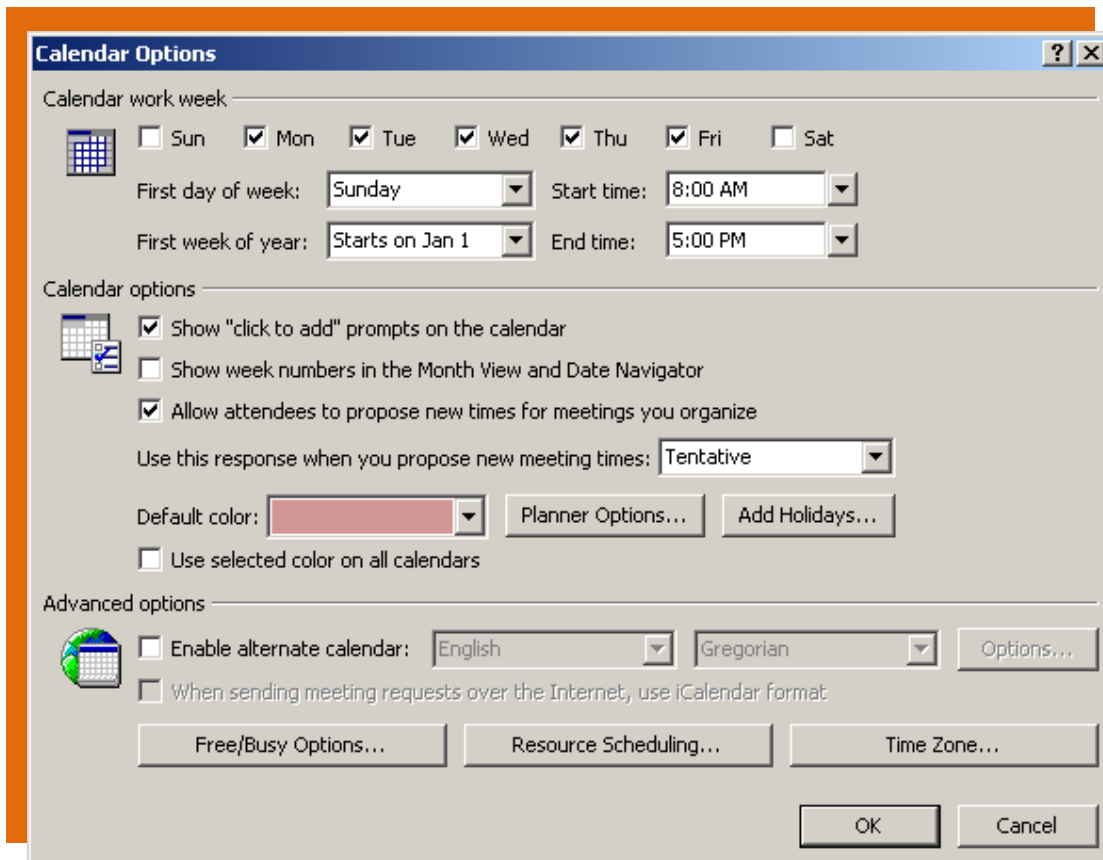 Calendar Options
Calendar work week
Sun Mon Tue Wed Thu Fri Sat
First day of week: Sunday Start time: 8:00 AM
First week of year: Starts on Jan 1 End time: 5:00 PM
Calendar options
Show "click to add" prompts on the calendar
Show week numbers in the Month View and Date Navigator
Allow attendees to propose new times for meetings you organize
Use this response when you propose new meeting times: Tentative
Default color: Planner Options... Add Holidays...
Use selected color on all calendars
Advanced options
Enable alternate calendar: English Gregorian Options...
When sending meeting requests over the Internet, use iCalendar format
Free/Busy Options... Resource Scheduling... Time Zone...
OK Cancel